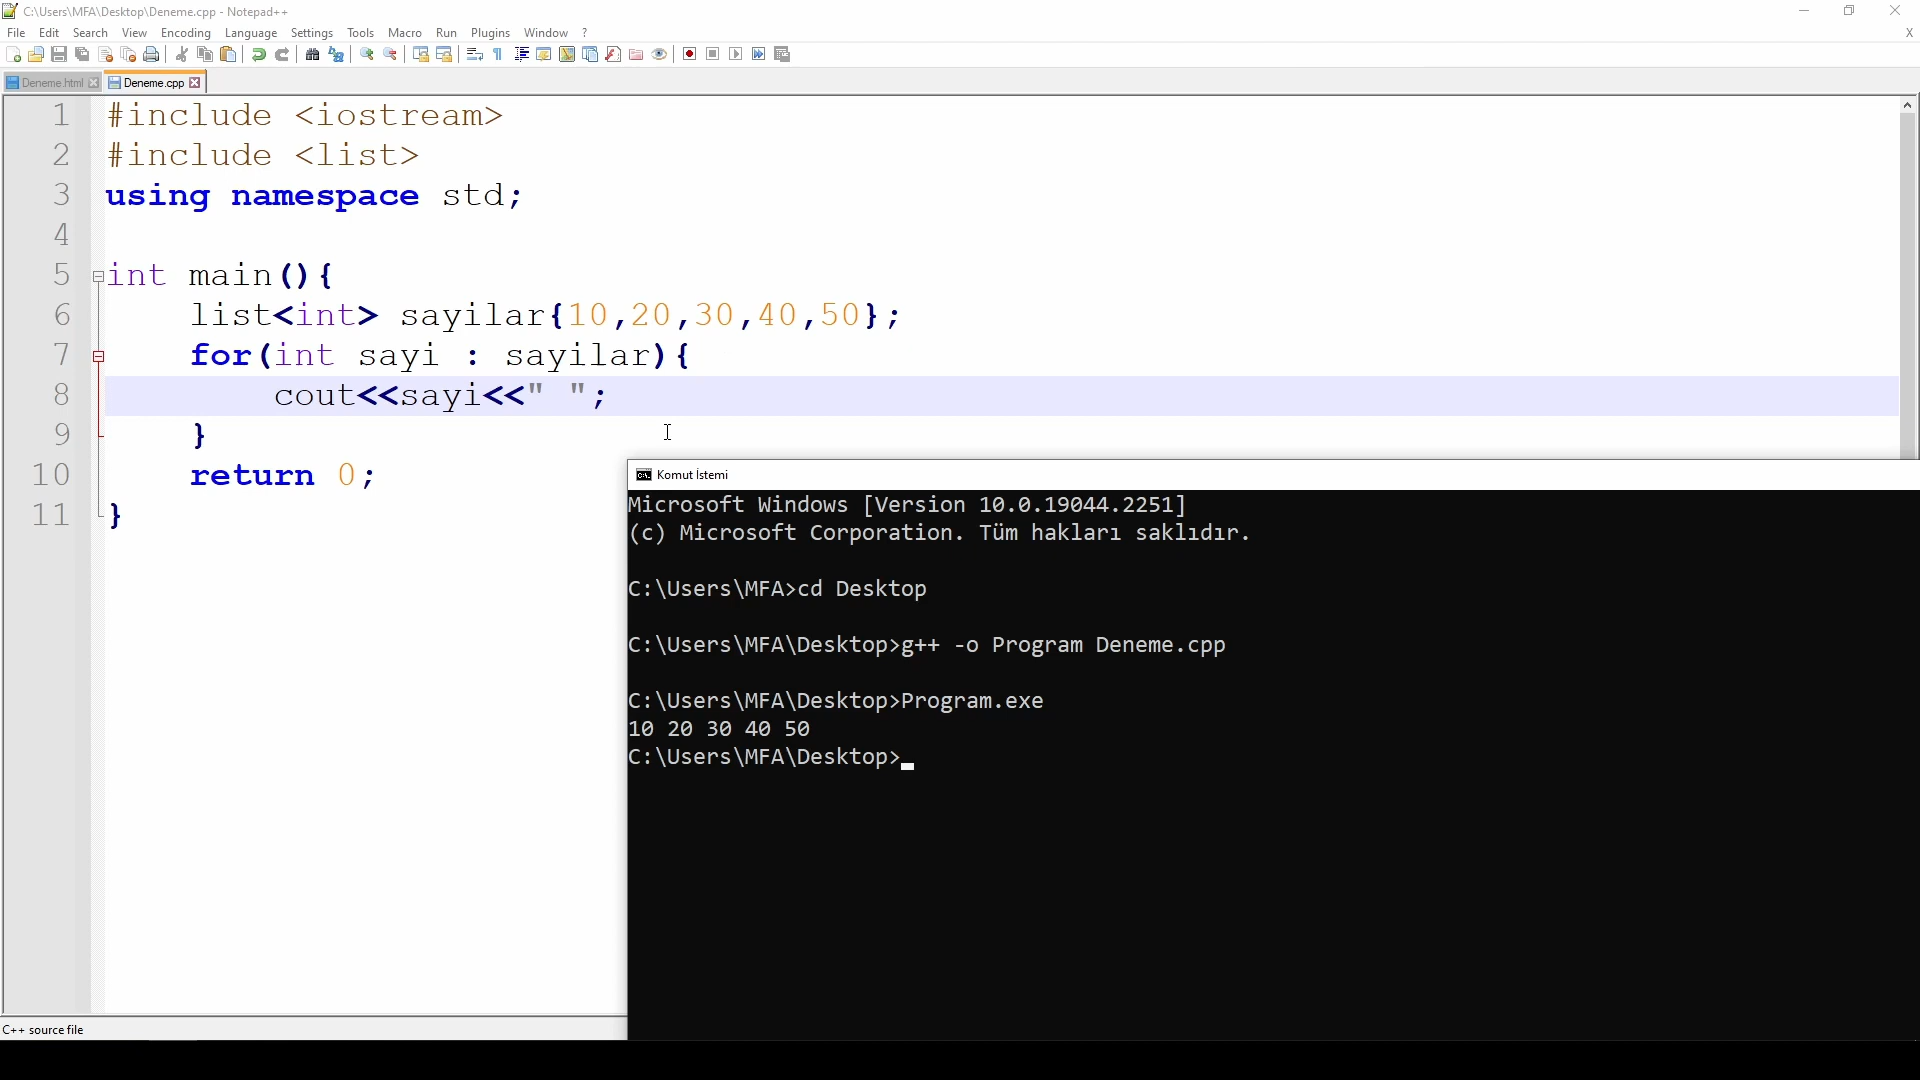 C:\Users\MFA\Desktop\Deneme.cpp - Notepad++
File Edit Search View Encoding Language Settings Tools Macro Run Plugins Window ? X
Deneme.html Deneme.cpp
1 #include <iostream>
2 #include <list>
3 using namespace std;
4
5 int main(){
6 list<int> sayilar{10,20,30,40,50};
7 for(int sayi : sayilar){
8 cout<<sayi<<" ";
9 }
10 return 0;
11 }
Komut İstemi
Microsoft Windows [Version 10.0.19044.2251]
(c) Microsoft Corporation. Tüm hakları saklıdır.
C:\Users\MFA>cd Desktop
C:\Users\MFA\Desktop>g++ -o Program Deneme.cpp
C:\Users\MFA\Desktop>Program.exe
10 20 30 40 50
C:\Users\MFA\Desktop>
C++ source file